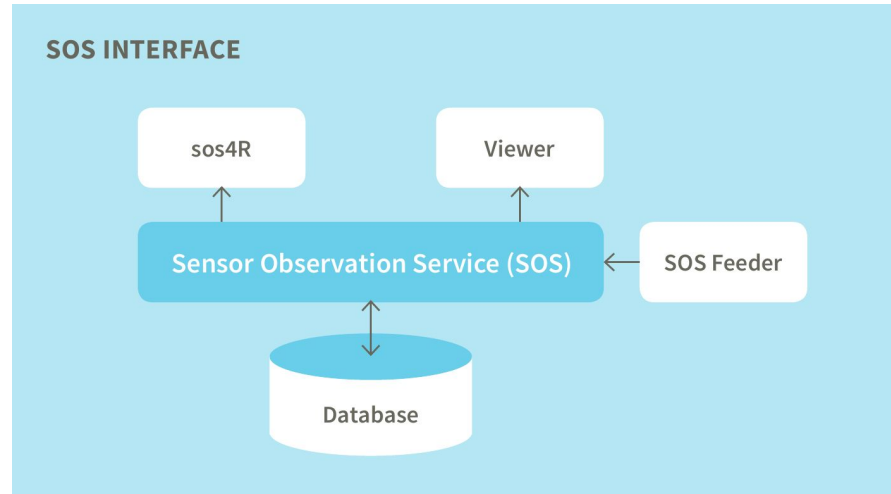 SOS INTERFACE
sos4R
Viewer
Sensor Observation Service (SOS)
SOS Feeder
Database